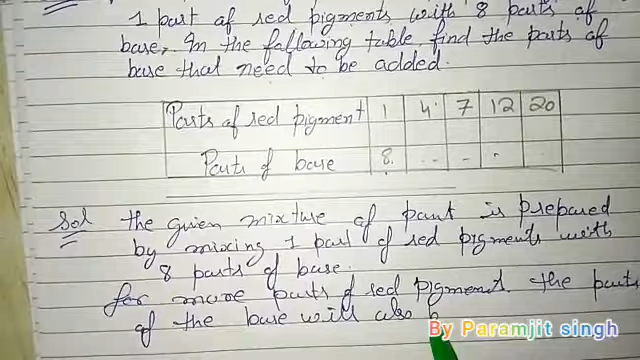 1 part of red pigments with 8 parts of
base. In the following table, find the parts of
base that need to be added.
Parts of red pigment 1 4 7 12 20
Parts of base 8 .. - .
Sol the given mixture of paint is prepared
by mixing 1 part of red pigments with
8 parts of base.
for more parts of red pigment the parts
of the base will also b
By Paramjit singh